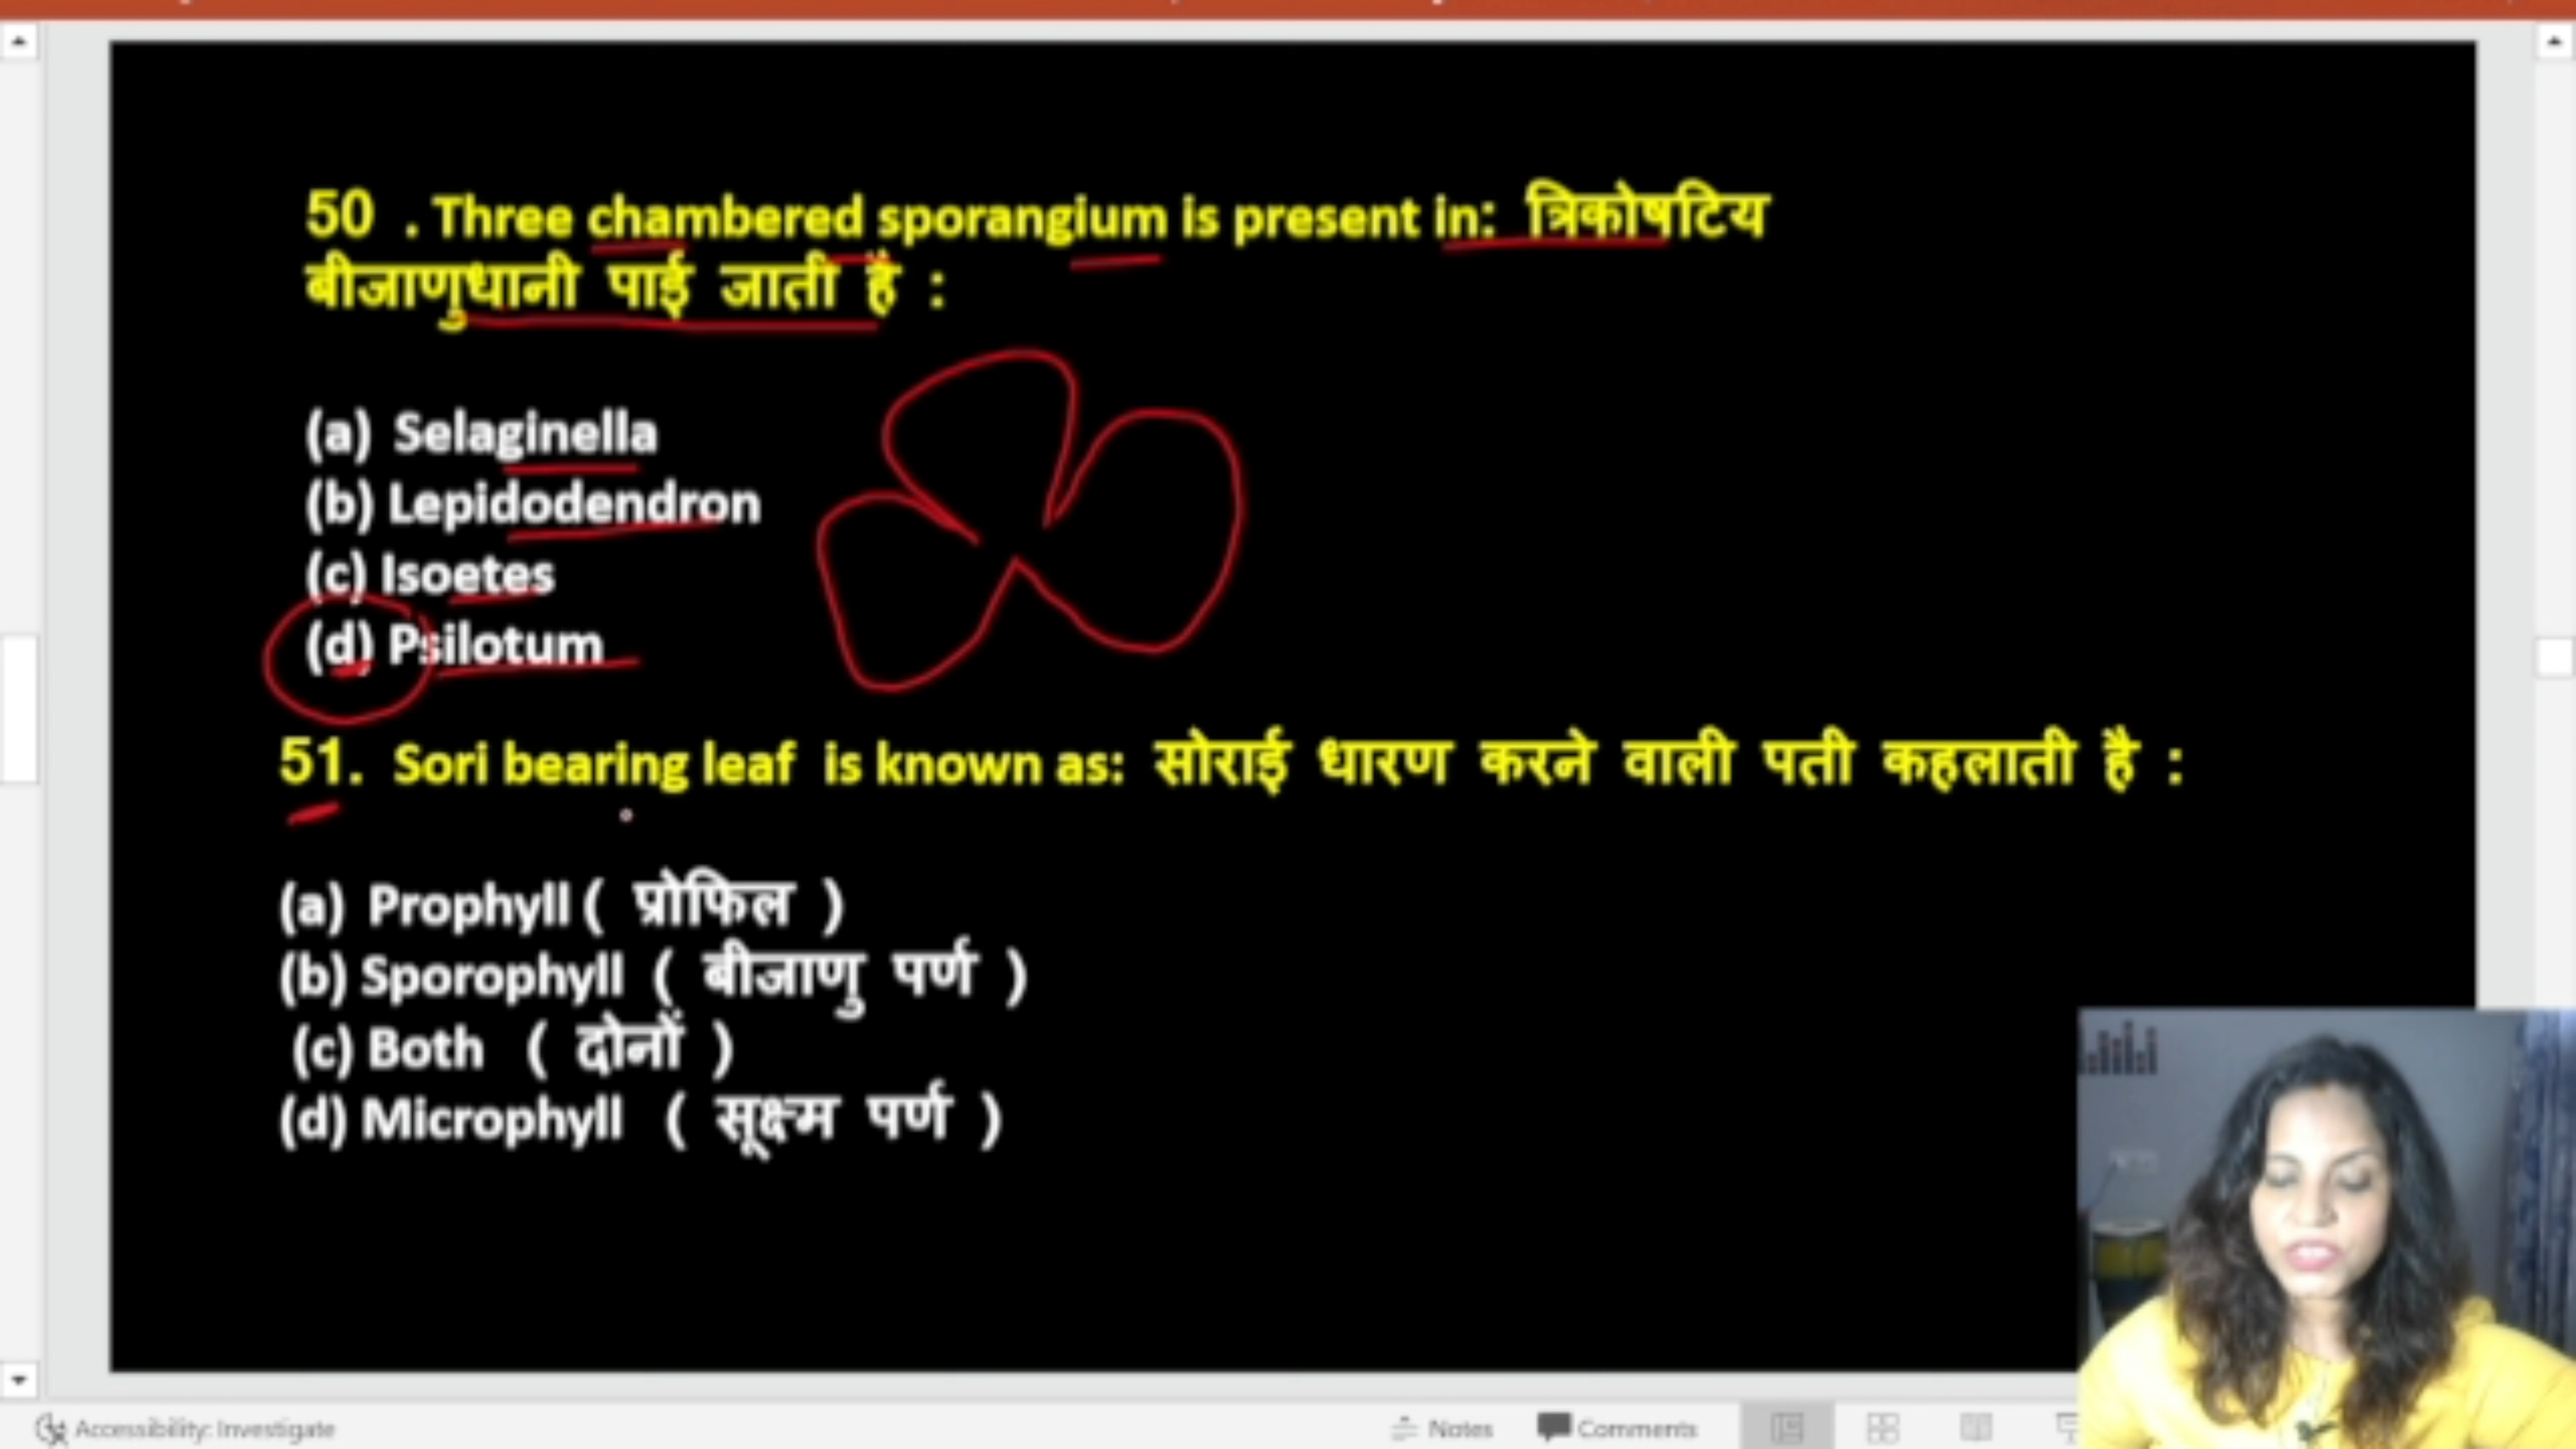 50 . Three chambered sporangium is present in: त्रिकोषटिय
बीजाणुधानी पाई जाती है :
(a) Selaginella
(b) Lepidodendron
(c) Isoetes
(d) Psilotum
51. Sori bearing leaf is known as: सोराई धारण करने वाली पती कहलाती है :
(a) Prophyll ( प्रोफिल )
(b) Sporophyll ( बीजाणु पर्ण )
(c) Both ( दोनों )
(d) Microphyll ( सूक्ष्म पर्ण )
Accessibility: Investigate
Notes
Comments